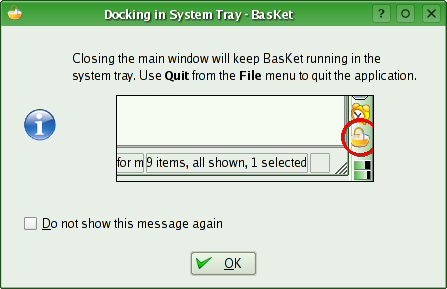 Docking in System Tray - BasKet
Closing the main window will keep BasKet running in the
system tray. Use Quit from the File menu to quit the application.
for m 9 items, all shown, 1 selected
Do not show this message again
OK